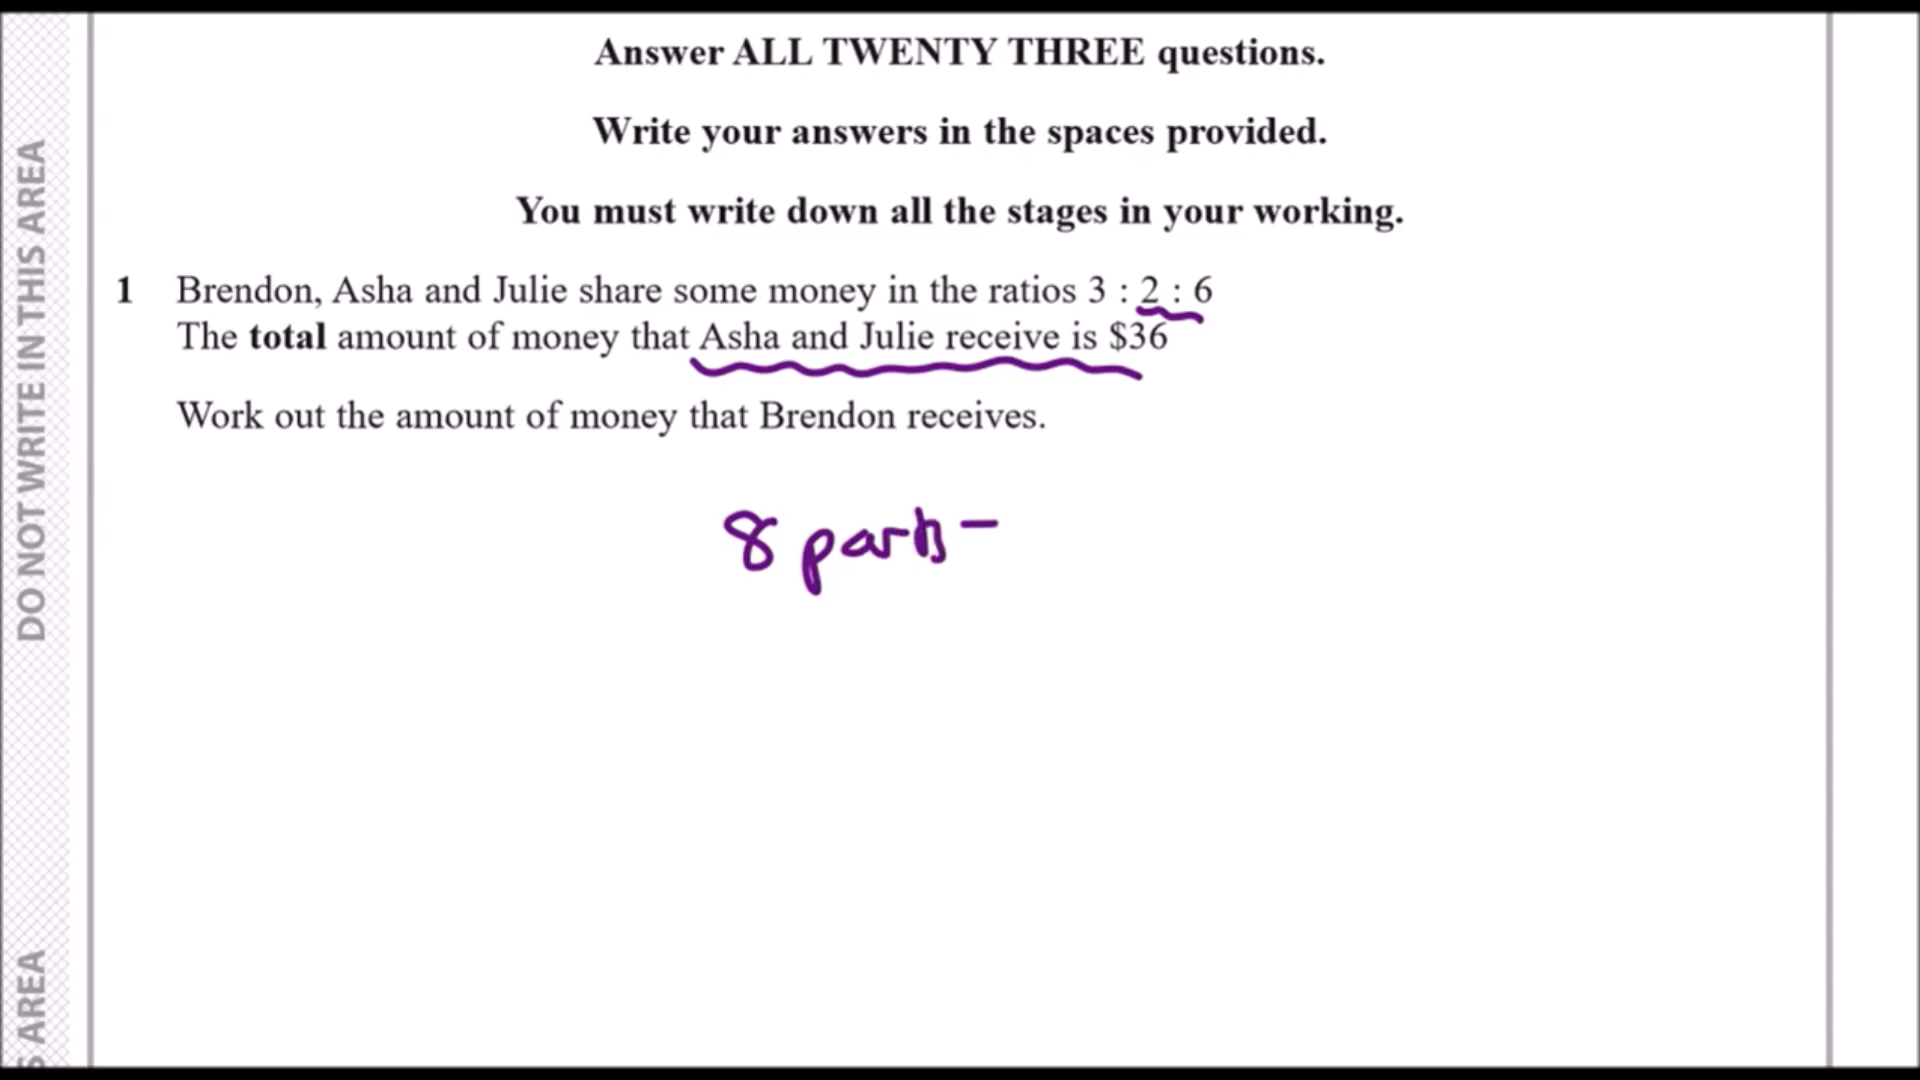 Answer ALL TWENTY THREE questions.
Write your answers in the spaces provided.
You must write down all the stages in your working.
1 Brendon, Asha and Julie share some money in the ratios 3 : 2 : 6
The total amount of money that Asha and Julie receive is $36
Work out the amount of money that Brendon receives.
8 parts -
DO NOT WRITE IN THIS AREA
S AREA